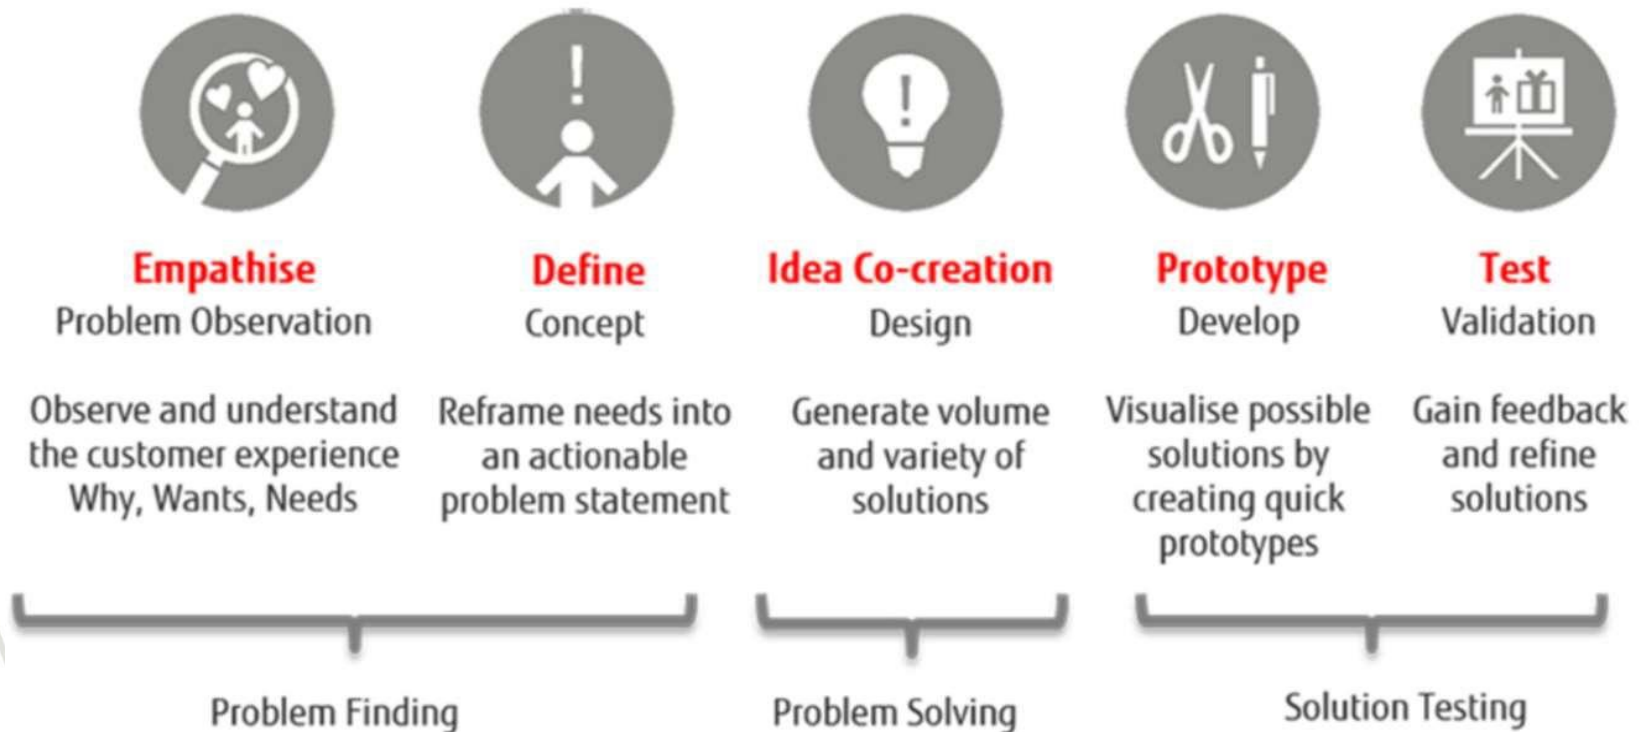 Empathise
Problem Observation
Observe and understand
the customer experience
Why, Wants, Needs
Define
Concept
Reframe needs into
an actionable
problem statement
Idea Co-creation
Design
Generate volume
and variety of
solutions
Prototype
Develop
Visualise possible
solutions by
creating quick
prototypes
Test
Validation
Gain feedback
and refine
solutions
Problem Finding
Problem Solving
Solution Testing